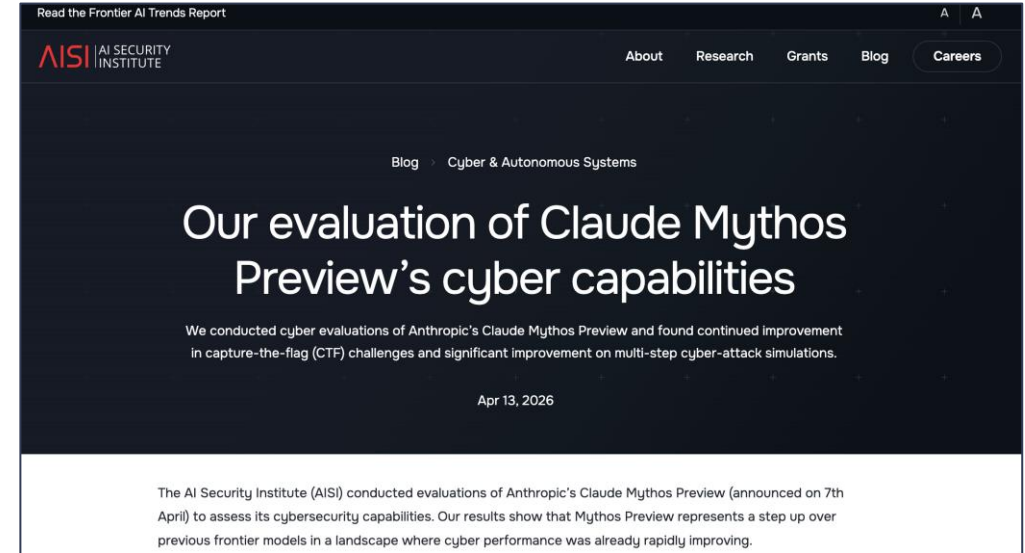 Read the Frontier AI Trends Report
A A
AISI AI SECURITY
INSTITUTE
About Research Grants Blog Careers
Blog › Cyber & Autonomous Systems
Our evaluation of Claude Mythos
Preview’s cyber capabilities
We conducted cyber evaluations of Anthropic’s Claude Mythos Preview and found continued improvement
in capture-the-flag (CTF) challenges and significant improvement on multi-step cyber-attack simulations.
Apr 13, 2026
The AI Security Institute (AISI) conducted evaluations of Anthropic’s Claude Mythos Preview (announced on 7th
April) to assess its cybersecurity capabilities. Our results show that Mythos Preview represents a step up over
previous frontier models in a landscape where cyber performance was already rapidly improving.